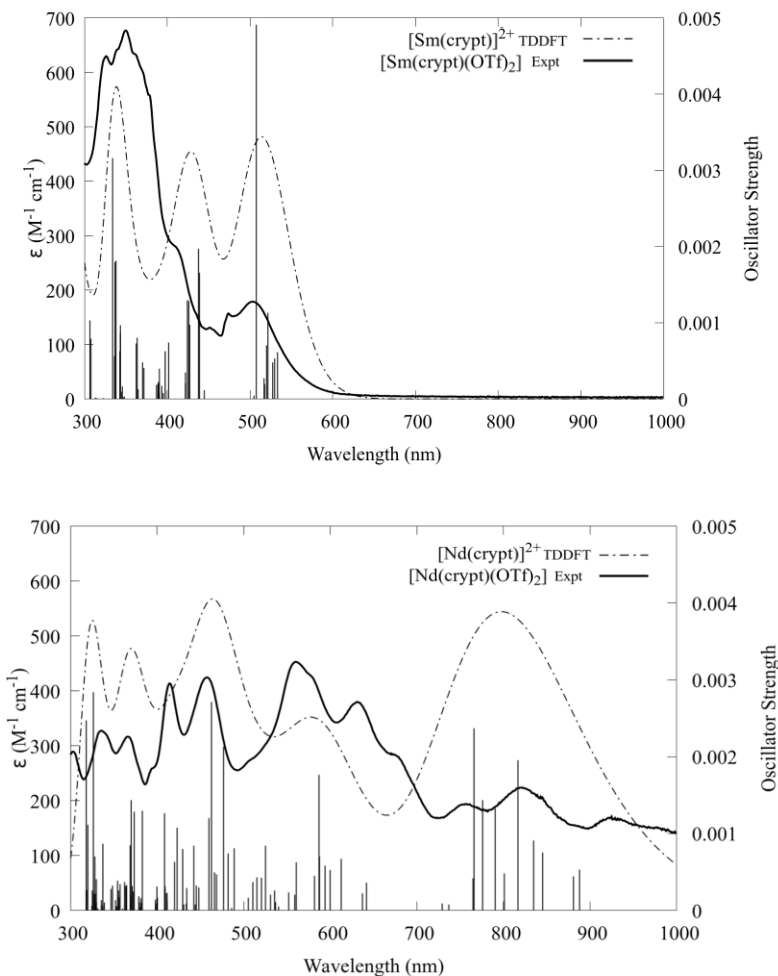 [Sm(crypt)]²⁺ TDDFT
[Sm(crypt)(OTf)₂] Expt
ε (M⁻¹ cm⁻¹)
700
600
500
400
300
200
100
0
0.005
0.004
0.003
0.002
0.001
0
Oscillator Strength
300 400 500 600 700 800 900 1000
Wavelength (nm)
[Nd(crypt)]²⁺ TDDFT
[Nd(crypt)(OTf)₂] Expt
ε (M⁻¹ cm⁻¹)
700
600
500
400
300
200
100
0
0.005
0.004
0.003
0.002
0.001
0
Oscillator Strength
300 400 500 600 700 800 900 1000
Wavelength (nm)